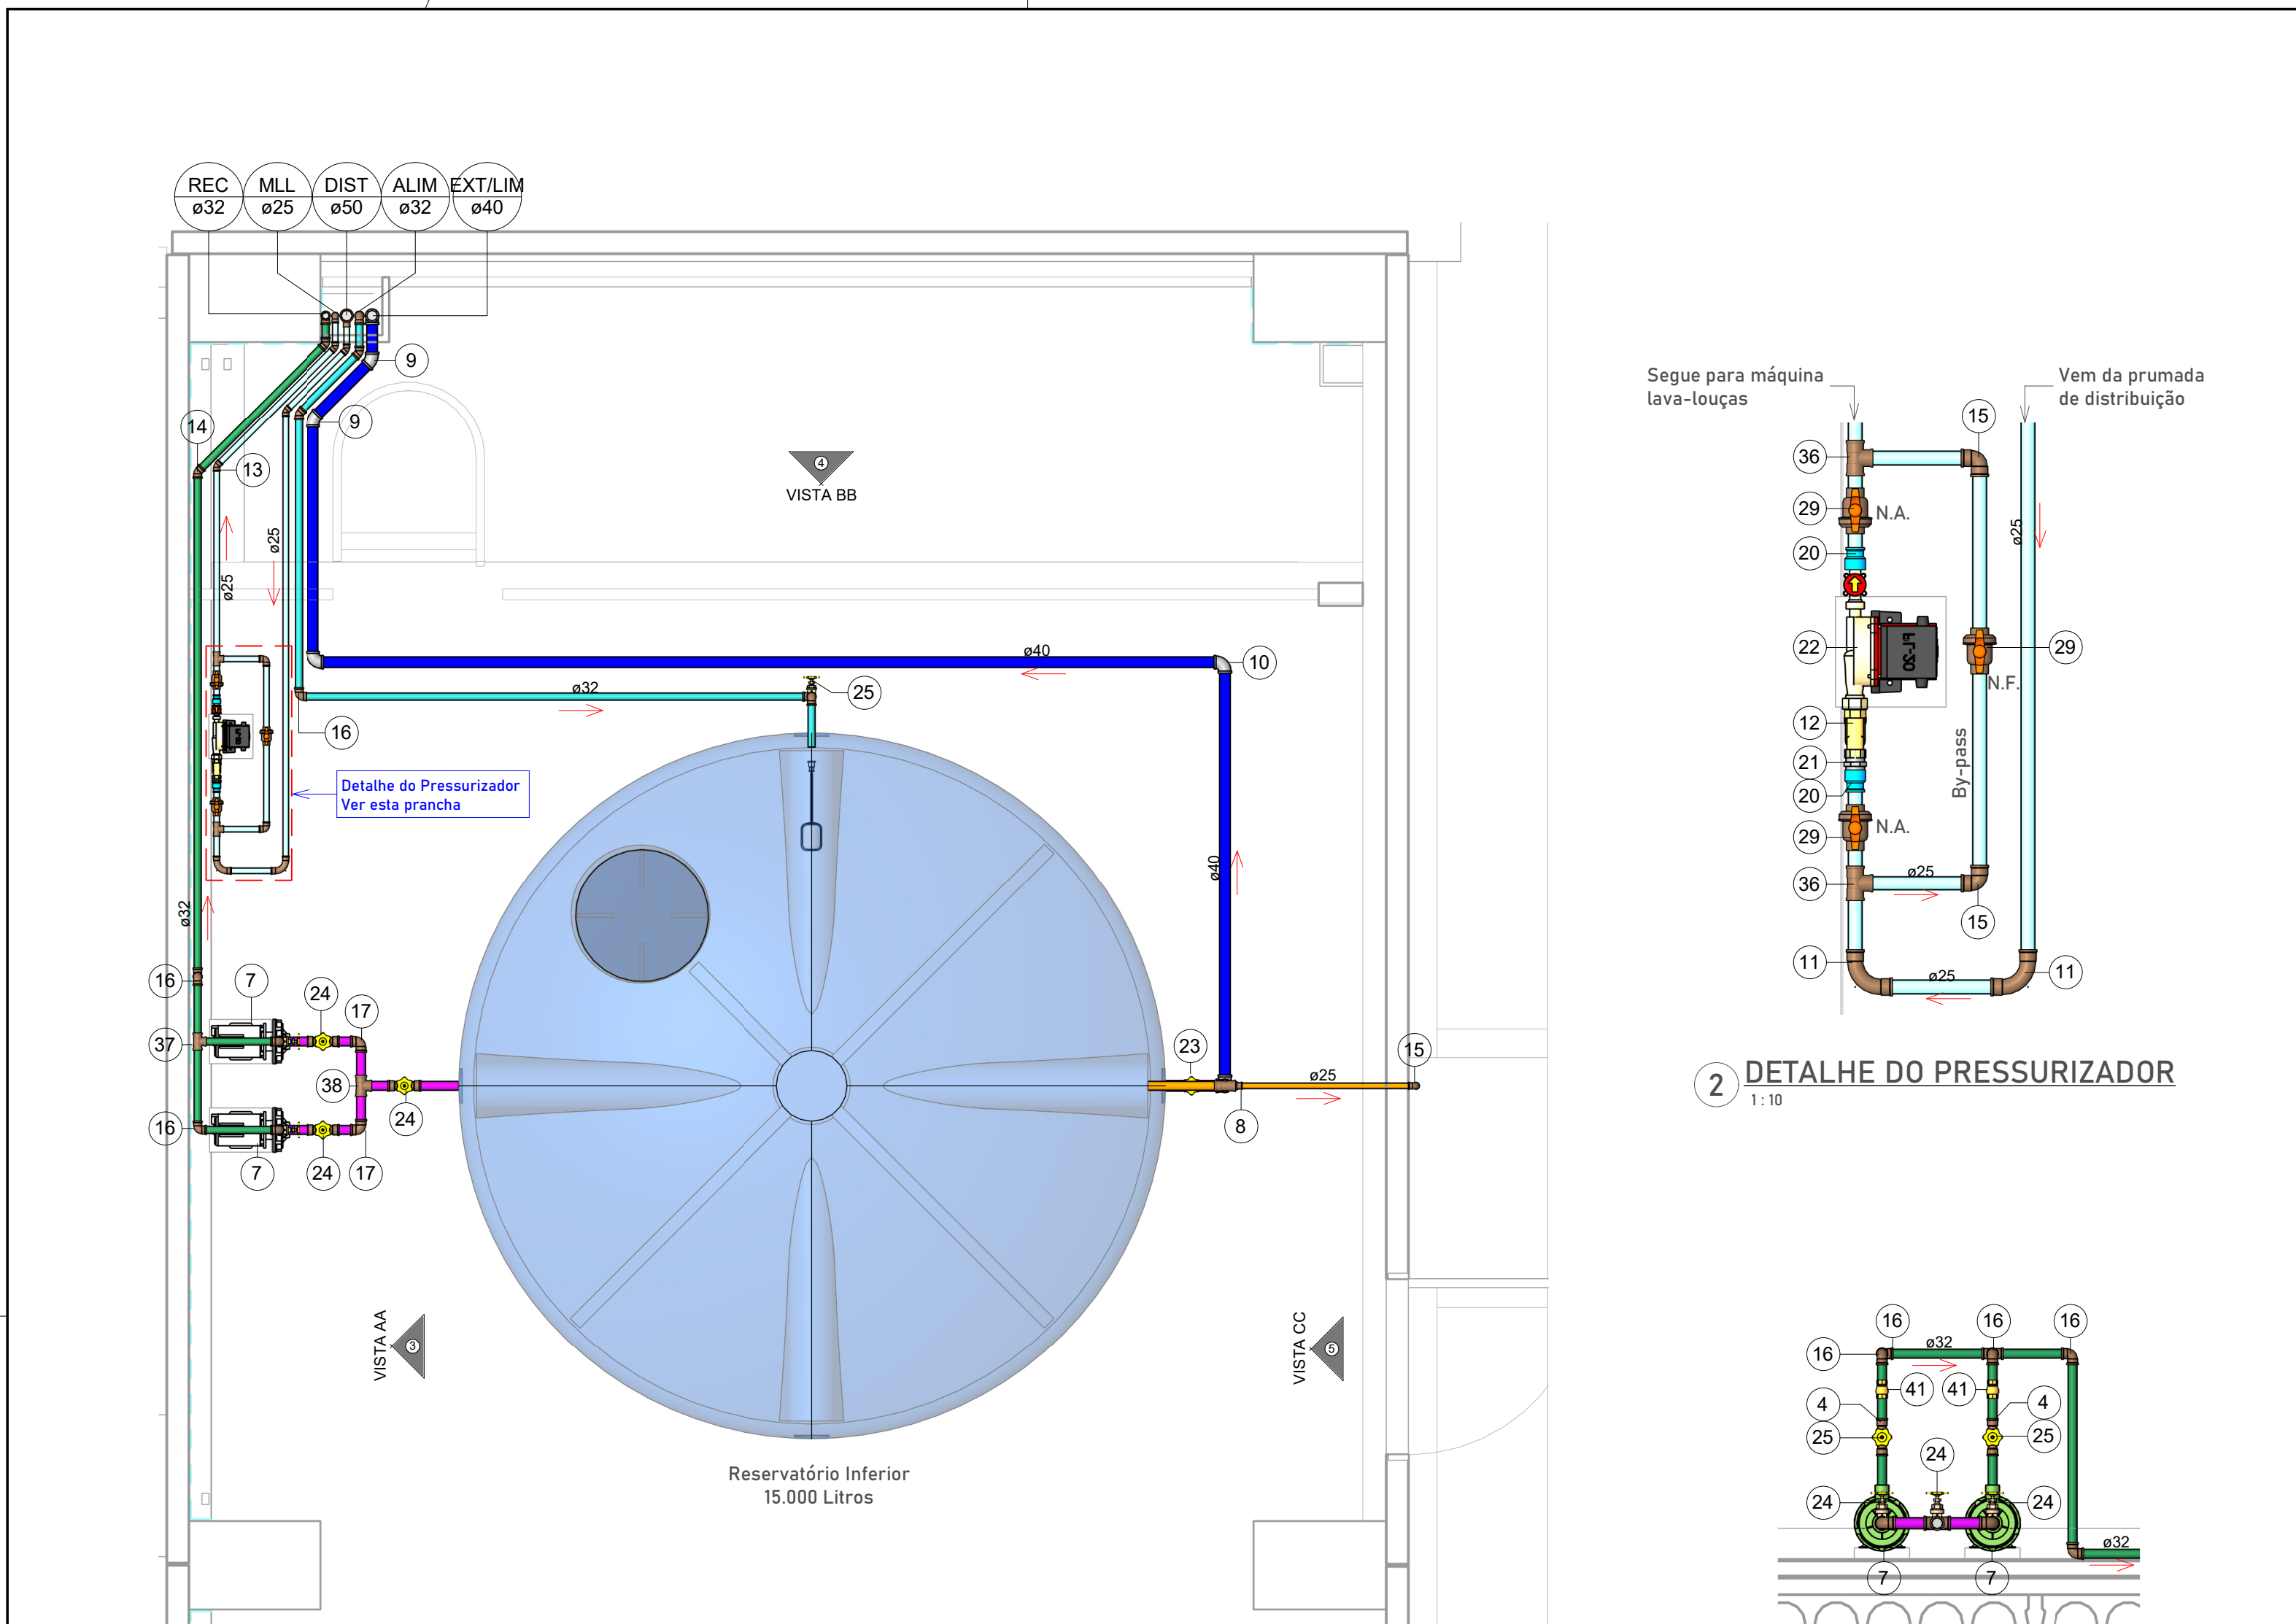 REC
ø32
MLL
ø25
DIST
ø50
ALIM
ø32
EXT/LIM
ø40
9
9
14
13
4
VISTA BB
ø25
ø25
ø40
10
ø32
25
16
Detalhe do Pressurizador
Ver esta prancha
ø40
ø32
16
7
24
17
37
38
24
16
7
24
17
23
ø25
15
8
VISTA AA
3
VISTA CC
5
Reservatório Inferior
15.000 Litros
Segue para máquina
lava-louças
Vem da prumada
de distribuição
15
36
29
N.A.
ø25
20
22
PL-20
29
N.F.
12
21
By-pass
20
29
N.A.
36
ø25
15
11
ø25
11
2
DETALHE DO PRESSURIZADOR
1 : 10
16
16
16
16
ø32
41
41
4
4
25
25
24
24
24
ø32
7
7